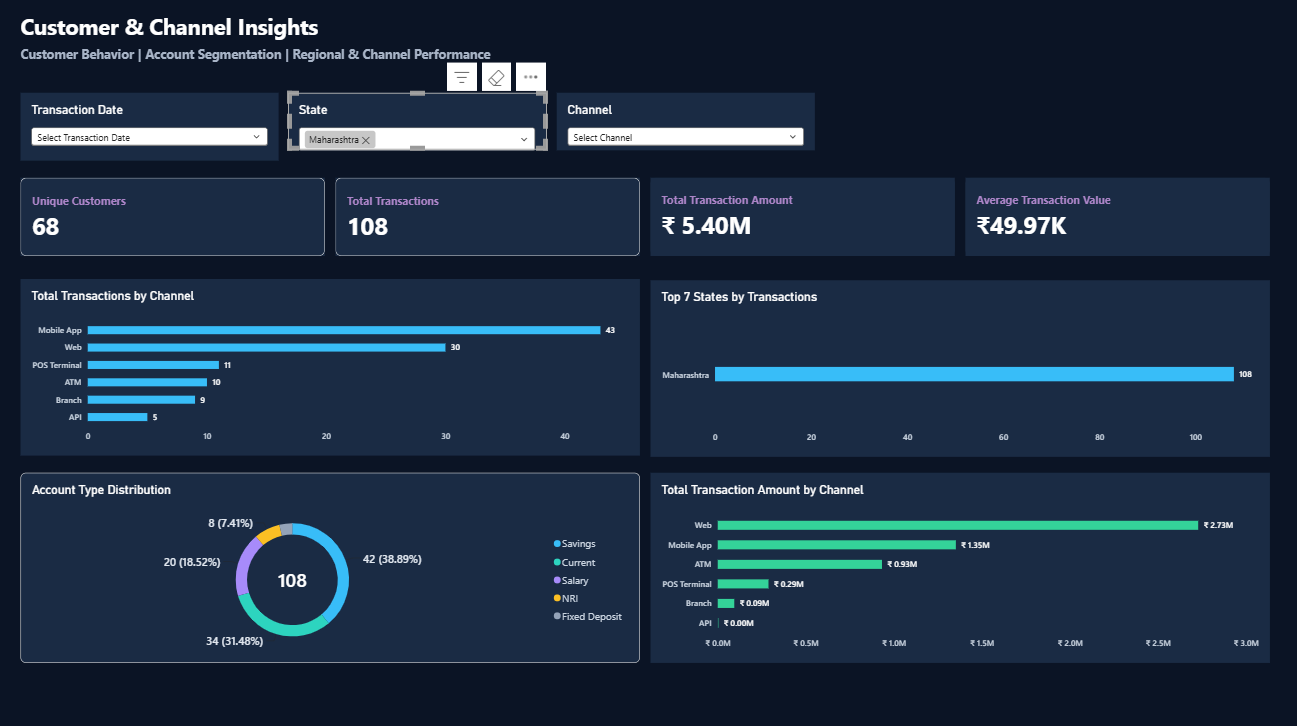 Customer & Channel Insights
Customer Behavior | Account Segmentation | Regional & Channel Performance
Transaction Date
Select Transaction Date
State
Maharashtra
Channel
Select Channel
Unique Customers
68
Total Transactions
108
Total Transaction Amount
₹ 5.40M
Average Transaction Value
₹49.97K
Total Transactions by Channel
Mobile App 43
Web 30
POS Terminal 11
ATM 10
Branch 9
API 5
0 10 20 30 40
Top 7 States by Transactions
Maharashtra 108
0 20 40 60 80 100
Account Type Distribution
8 (7.41%)
20 (18.52%)
42 (38.89%)
108
34 (31.48%)
Savings
Current
Salary
NRI
Fixed Deposit
Total Transaction Amount by Channel
Web ₹ 2.73M
Mobile App ₹ 1.35M
ATM ₹ 0.93M
POS Terminal ₹ 0.29M
Branch ₹ 0.09M
API ₹ 0.00M
₹ 0.0M ₹ 0.5M ₹ 1.0M ₹ 1.5M ₹ 2.0M ₹ 2.5M ₹ 3.0M